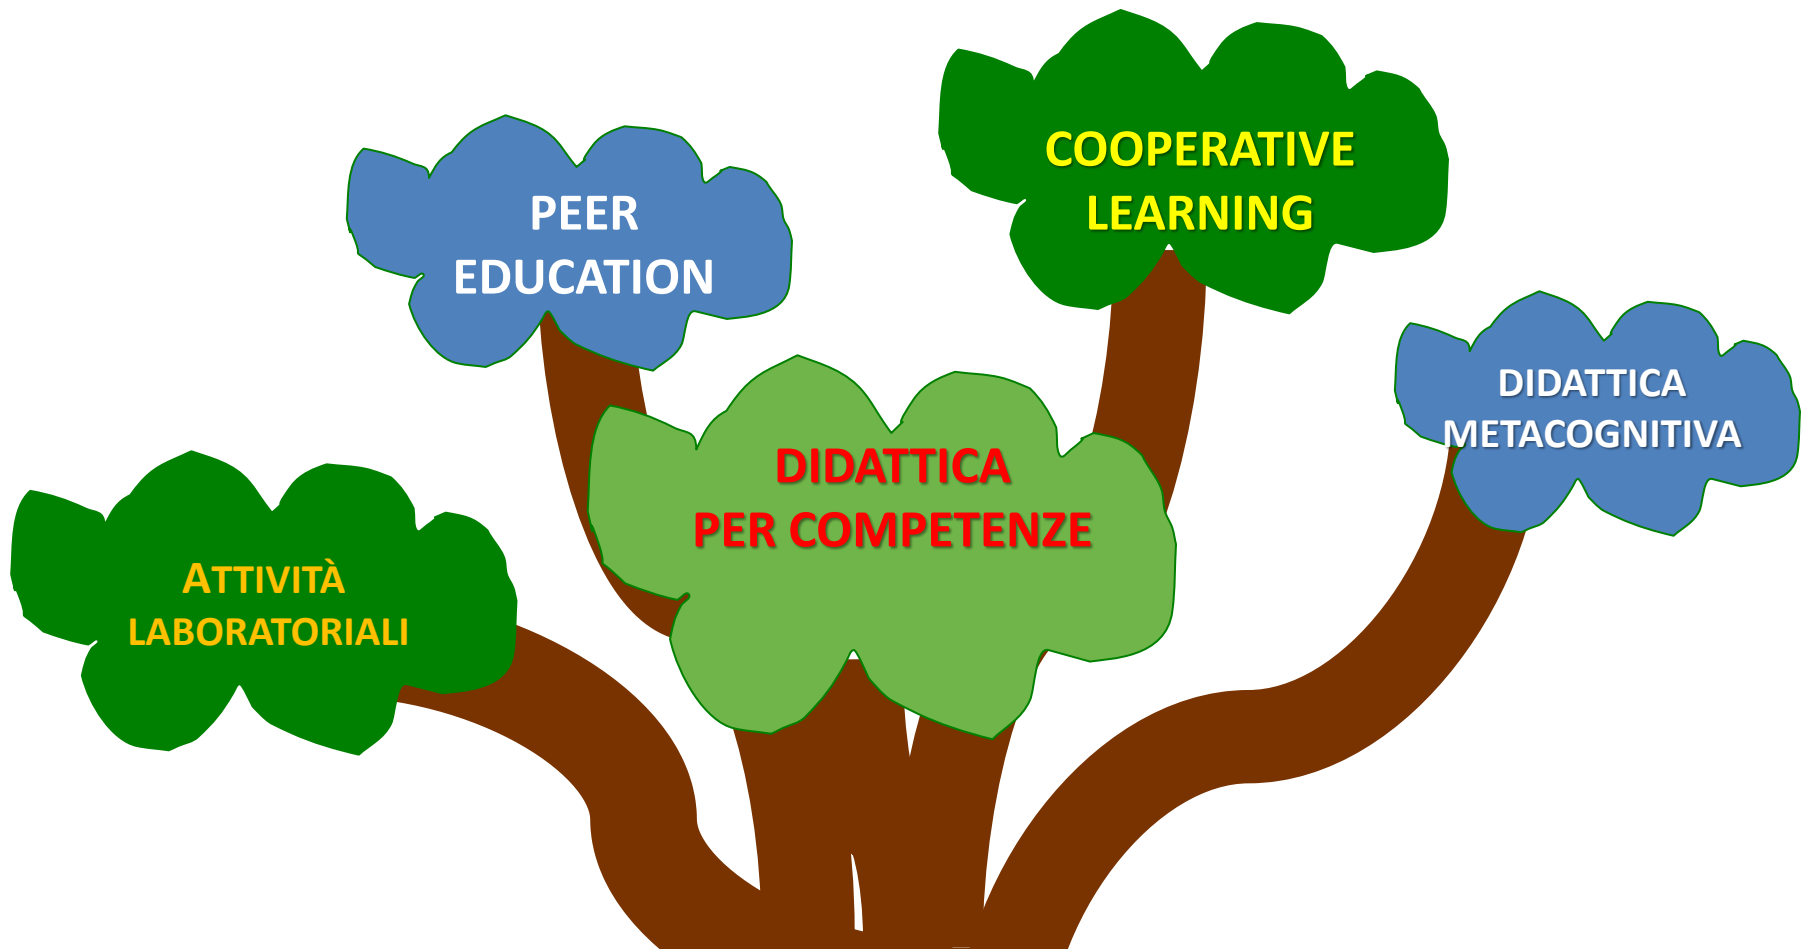 COOPERATIVE
LEARNING
PEER
EDUCATION
DIDATTICA
METACOGNITIVA
DIDATTICA
PER COMPETENZE
ATTIVITÀ
LABORATORIALI